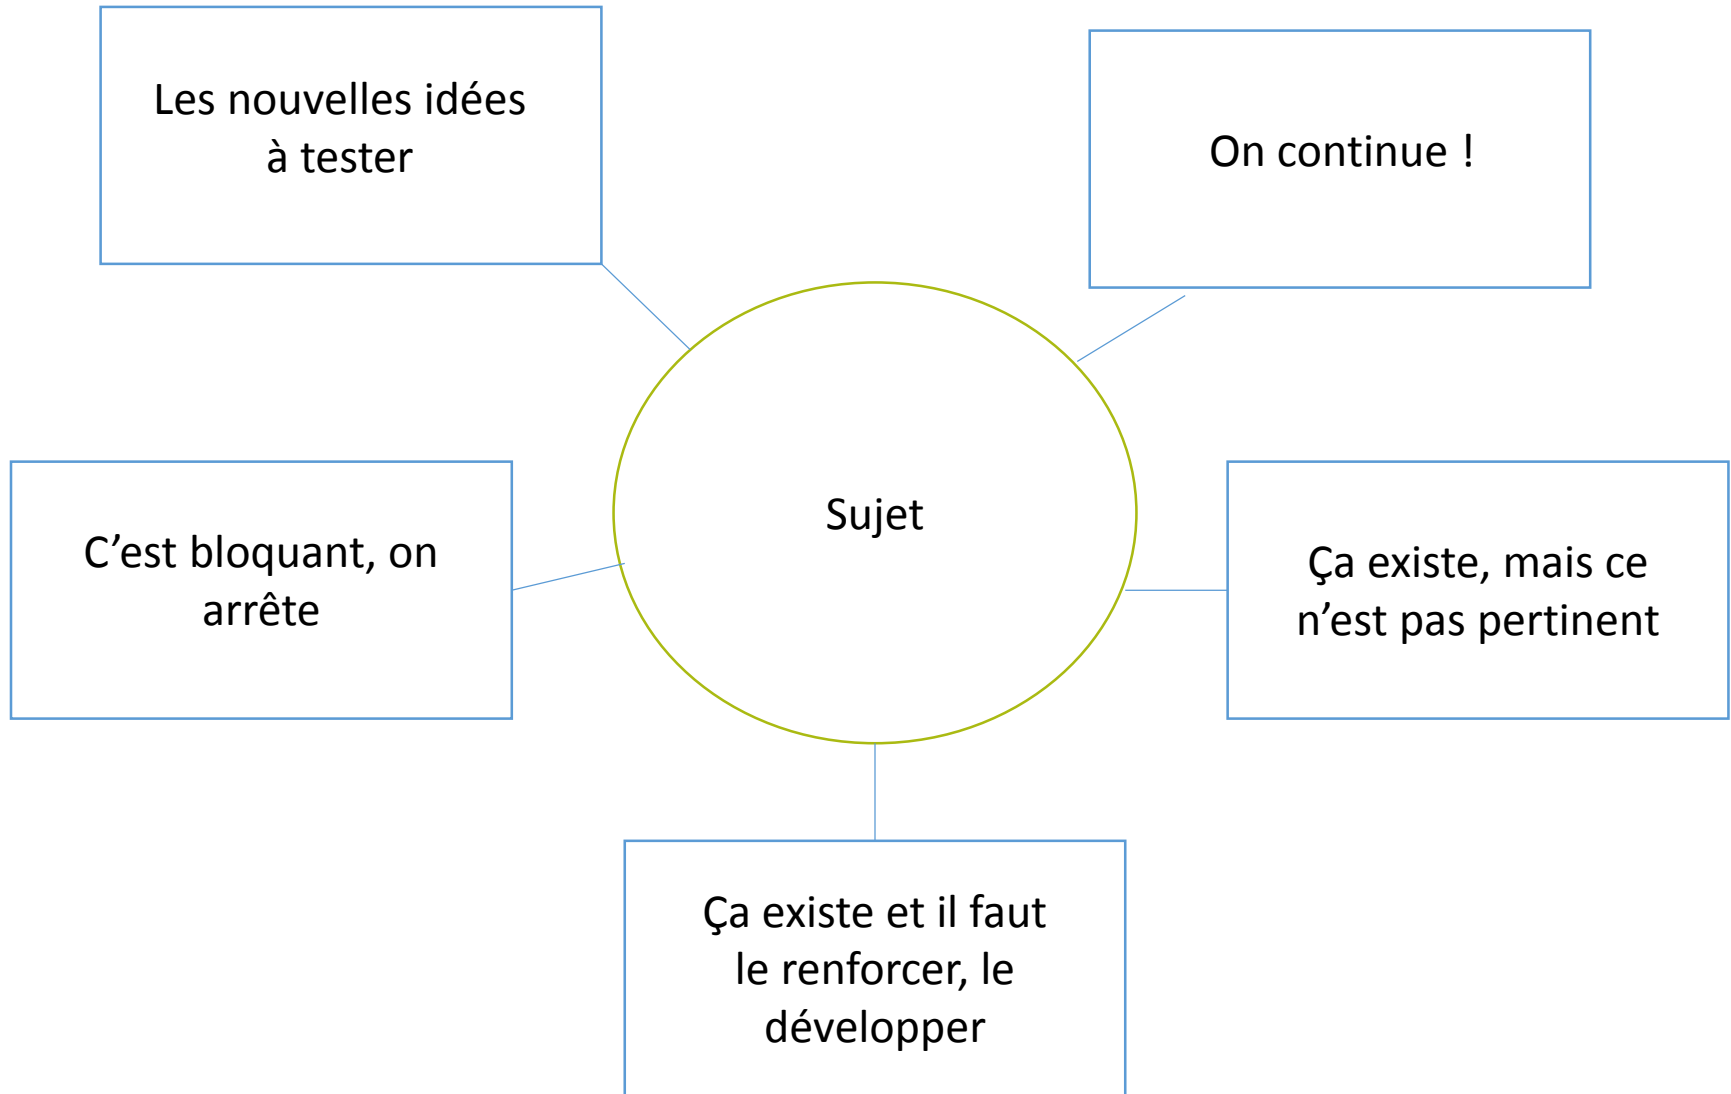 Les nouvelles idées
à tester
On continue !
Sujet
C’est bloquant, on
arrête
Ça existe, mais ce
n’est pas pertinent
Ça existe et il faut
le renforcer, le
développer